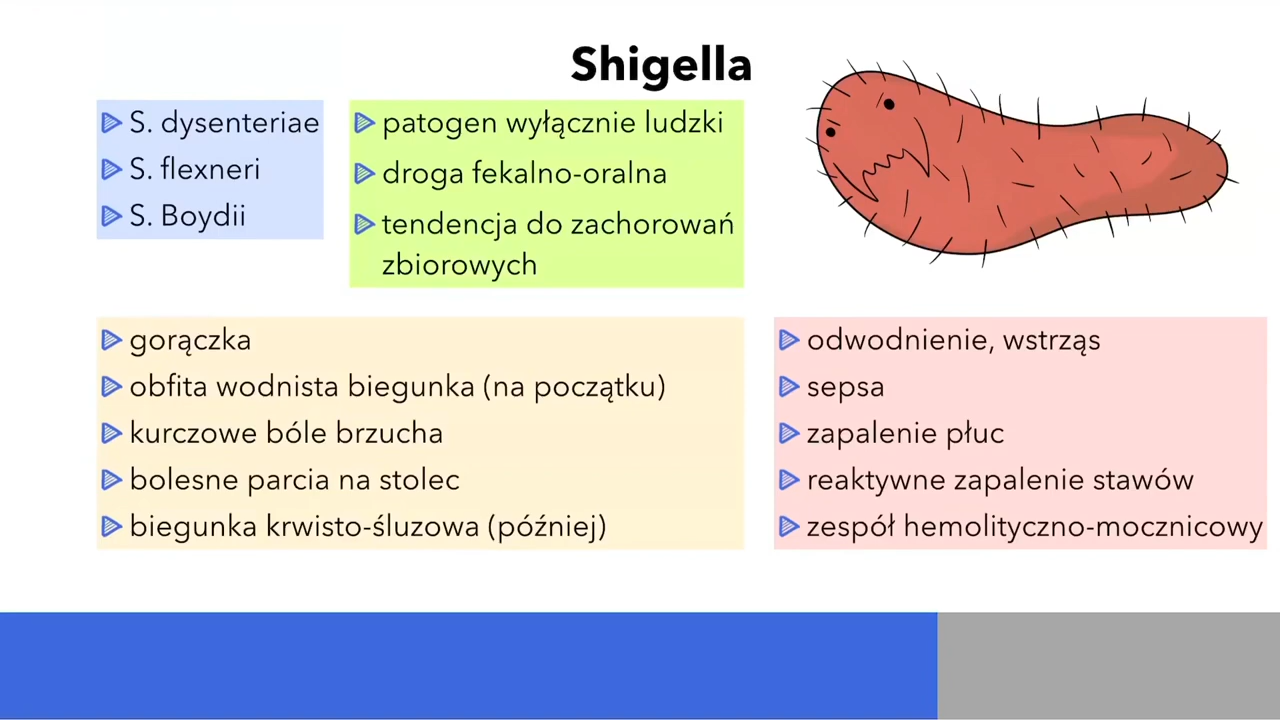 Shigella
S. dysenteriae
S. flexneri
S. Boydii
patogen wyłącznie ludzki
droga fekalno-oralna
tendencja do zachorowań
zbiorowych
gorączka
obfita wodnista biegunka (na początku)
kurczowe bóle brzucha
bolesne parcia na stolec
biegunka krwisto-śluzowa (później)
odwodnienie, wstrząs
sepsa
zapalenie płuc
reaktywne zapalenie stawów
zespół hemolityczno-mocznicowy